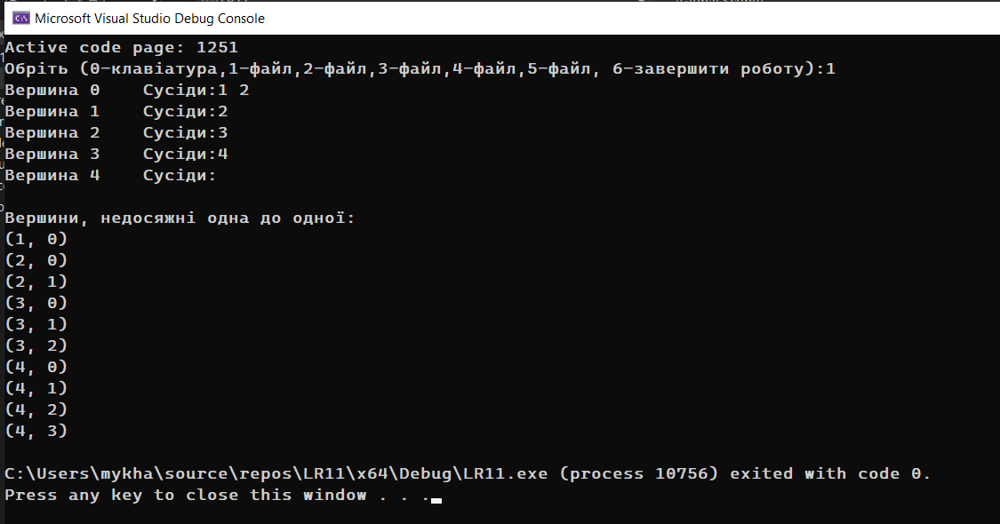 Microsoft Visual Studio Debug Console
Active code page: 1251
Обріть (0-клавіатура,1-файл,2-файл,3-файл,4-файл,5-файл, 6-завершити роботу):1
Вершина 0    Сусіди:1 2
Вершина 1    Сусіди:2
Вершина 2    Сусіди:3
Вершина 3    Сусіди:4
Вершина 4    Сусіди:
Вершини, недосяжні одна до одної:
(1, 0)
(2, 0)
(2, 1)
(3, 0)
(3, 1)
(3, 2)
(4, 0)
(4, 1)
(4, 2)
(4, 3)
C:\Users\mykha\source\repos\LR11\x64\Debug\LR11.exe (process 10756) exited with code 0.
Press any key to close this window . . .